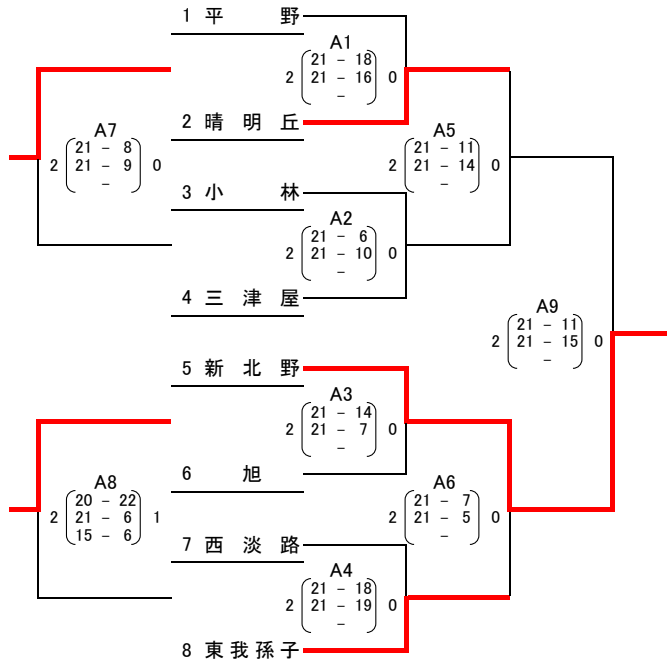 1 平 野
A1
2 21 - 18 0
21 - 16
-
2 晴 明 丘
A7
2 21 - 8 0
21 - 9
-
A5
2 21 - 11 0
21 - 14
-
3 小 林
A2
2 21 - 6 0
21 - 10
-
4 三 津 屋
A9
2 21 - 11 0
21 - 15
-
5 新 北 野
A3
2 21 - 14 0
21 - 7
-
6 旭
A8
2 20 - 22 1
21 - 6
15 - 6
A6
2 21 - 7 0
21 - 5
-
7 西 淡 路
A4
2 21 - 18 0
21 - 19
-
8 東 我 孫 子